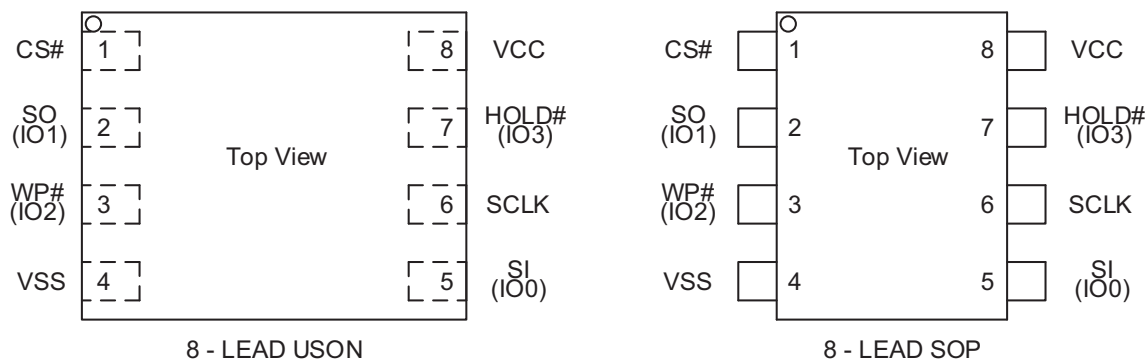 CS#
1
8
VCC
SO
(IO1)
2
7
HOLD#
(IO3)
Top View
WP#
(IO2)
3
6
SCLK
VSS
4
5
SI
(IO0)
8 - LEAD USON
CS#
1
8
VCC
SO
(IO1)
2
7
HOLD#
(IO3)
Top View
WP#
(IO2)
3
6
SCLK
VSS
4
5
SI
(IO0)
8 - LEAD SOP